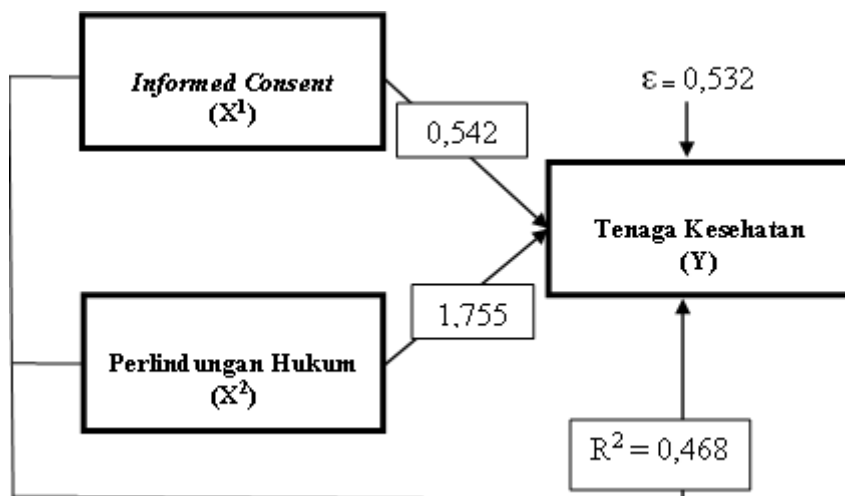 Informed Consent
(X¹)
ε = 0,532
0,542
Tenaga Kesehatan
(Y)
1,755
Perlindungan Hukum
(X²)
R² = 0,468